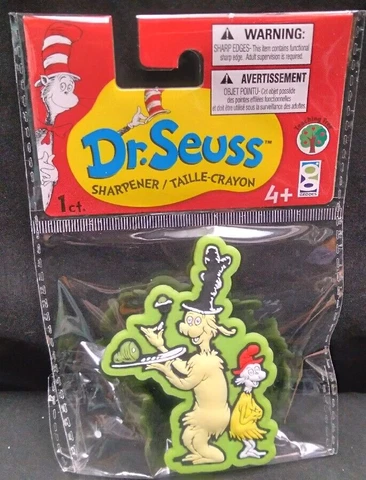 WARNING:
SHARP EDGES- This item contains functional
sharp edge. Adult supervision is required.
AVERTISSEMENT
OBJET POINTU- Cet objet possède
des pointes effilées fonctionnelles
et doit être utilisé sous la surveillance des adultes
Dr. Seuss™
SHARPENER / TAILLE-CRAYON
1 ct.
4+